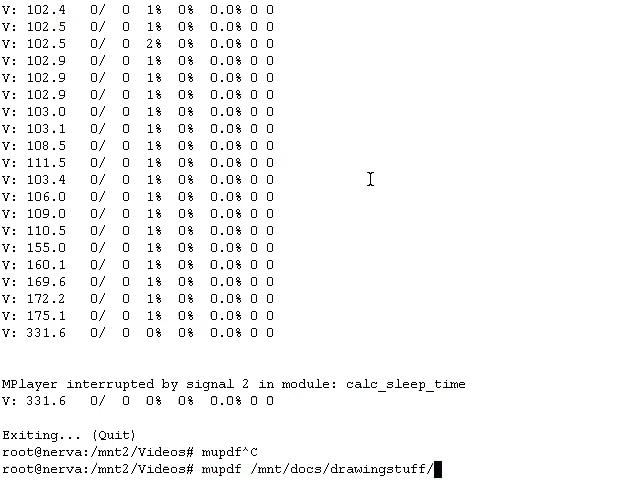 V: 102.4 0/ 0 1% 0% 0.0% 0 0
V: 102.5 0/ 0 1% 0% 0.0% 0 0
V: 102.5 0/ 0 2% 0% 0.0% 0 0
V: 102.9 0/ 0 1% 0% 0.0% 0 0
V: 102.9 0/ 0 1% 0% 0.0% 0 0
V: 102.9 0/ 0 1% 0% 0.0% 0 0
V: 103.0 0/ 0 1% 0% 0.0% 0 0
V: 103.1 0/ 0 1% 0% 0.0% 0 0
V: 108.5 0/ 0 1% 0% 0.0% 0 0
V: 111.5 0/ 0 1% 0% 0.0% 0 0
V: 103.4 0/ 0 1% 0% 0.0% 0 0
V: 106.0 0/ 0 1% 0% 0.0% 0 0
V: 109.0 0/ 0 1% 0% 0.0% 0 0
V: 110.5 0/ 0 1% 0% 0.0% 0 0
V: 155.0 0/ 0 1% 0% 0.0% 0 0
V: 160.1 0/ 0 1% 0% 0.0% 0 0
V: 169.6 0/ 0 1% 0% 0.0% 0 0
V: 172.2 0/ 0 1% 0% 0.0% 0 0
V: 175.1 0/ 0 1% 0% 0.0% 0 0
V: 331.6 0/ 0 0% 0% 0.0% 0 0
MPlayer interrupted by signal 2 in module: calc_sleep_time
V: 331.6 0/ 0 0% 0% 0.0% 0 0
Exiting... (Quit)
root@nerva:/mnt2/Videos# mupdf^C
root@nerva:/mnt2/Videos# mupdf /mnt/docs/drawingstuff/